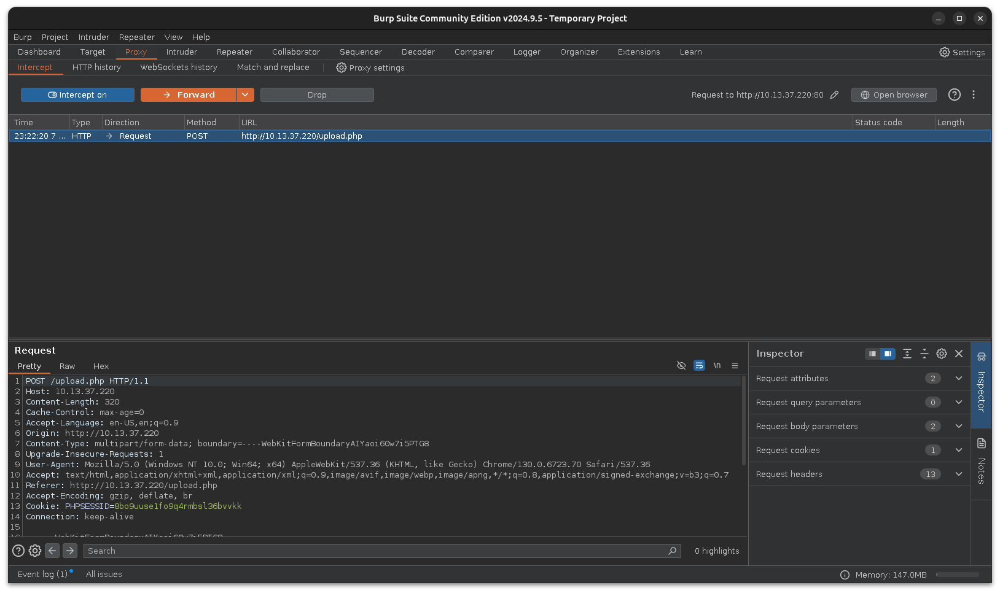 Burp Suite Community Edition v2024.9.5 - Temporary Project
Burp Project Intruder Repeater View Help
Dashboard Target Proxy Intruder Repeater Collaborator Sequencer Decoder Comparer Logger Organizer Extensions Learn Settings
Intercept HTTP history WebSockets history Match and replace Proxy settings
Intercept on Forward Drop Request to http://10.13.37.220:80 Open browser
Time Type Direction Method URL Status code Length
23:22:20 7 ... HTTP → Request POST http://10.13.37.220/upload.php
Request
Pretty Raw Hex \n
1 POST /upload.php HTTP/1.1
2 Host: 10.13.37.220
3 Content-Length: 320
4 Cache-Control: max-age=0
5 Accept-Language: en-US,en;q=0.9
6 Origin: http://10.13.37.220
7 Content-Type: multipart/form-data; boundary=----WebKitFormBoundaryAIYaoi6Ow7i5PTG8
8 Upgrade-Insecure-Requests: 1
9 User-Agent: Mozilla/5.0 (Windows NT 10.0; Win64; x64) AppleWebKit/537.36 (KHTML, like Gecko) Chrome/130.0.6723.70 Safari/537.36
10 Accept: text/html,application/xhtml+xml,application/xml;q=0.9,image/avif,image/webp,image/apng,*/*;q=0.8,application/signed-exchange;v=b3;q=0.7
11 Referer: http://10.13.37.220/upload.php
12 Accept-Encoding: gzip, deflate, br
13 Cookie: PHPSESSID=8bo9uuse1fo9q4rmbsl36bvvkk
14 Connection: keep-alive
15
Search 0 highlights
Inspector
Request attributes 2
Request query parameters 0
Request body parameters 2
Request cookies 1
Request headers 13
Inspector
Notes
Event log (1) All issues Memory: 147.0MB